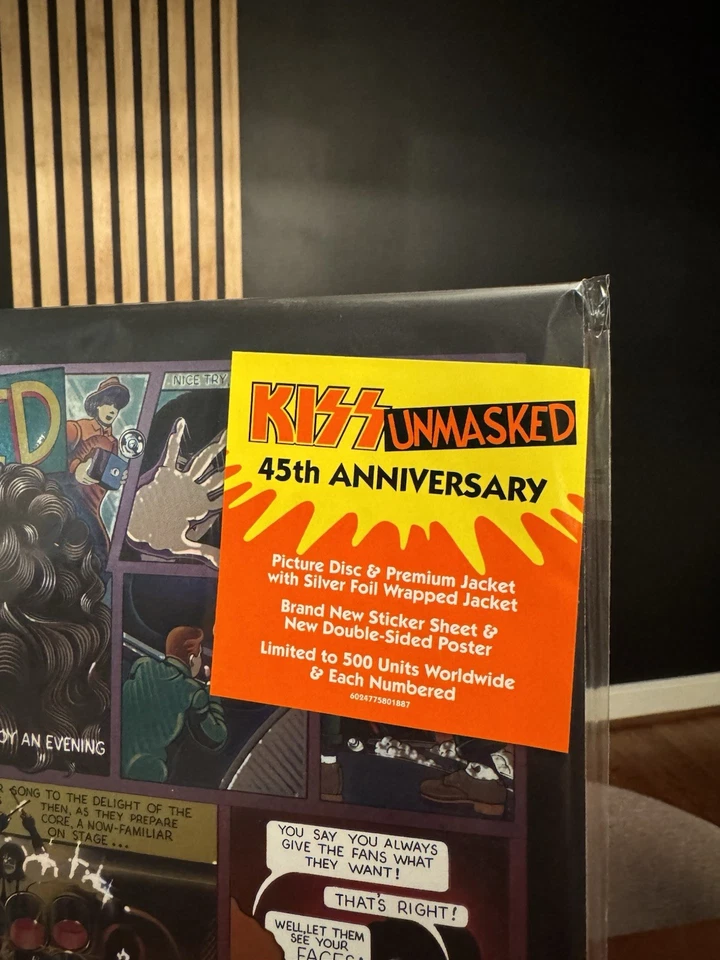 NICE TRY
KISS UNMASKED
45th ANNIVERSARY
Picture Disc & Premium Jacket
with Silver Foil Wrapped Jacket
Brand New Sticker Sheet &
New Double-Sided Poster
Limited to 500 Units Worldwide
& Each Numbered
6024775801887
AN EVENING
SONG TO THE DELIGHT OF THE
THEN, AS THEY PREPARE
CORE, A NOW-FAMILIAR
ON STAGE...
YOU SAY YOU ALWAYS
GIVE THE FANS WHAT
THEY WANT!
THAT'S RIGHT!
WELL, LET THEM
SEE YOUR